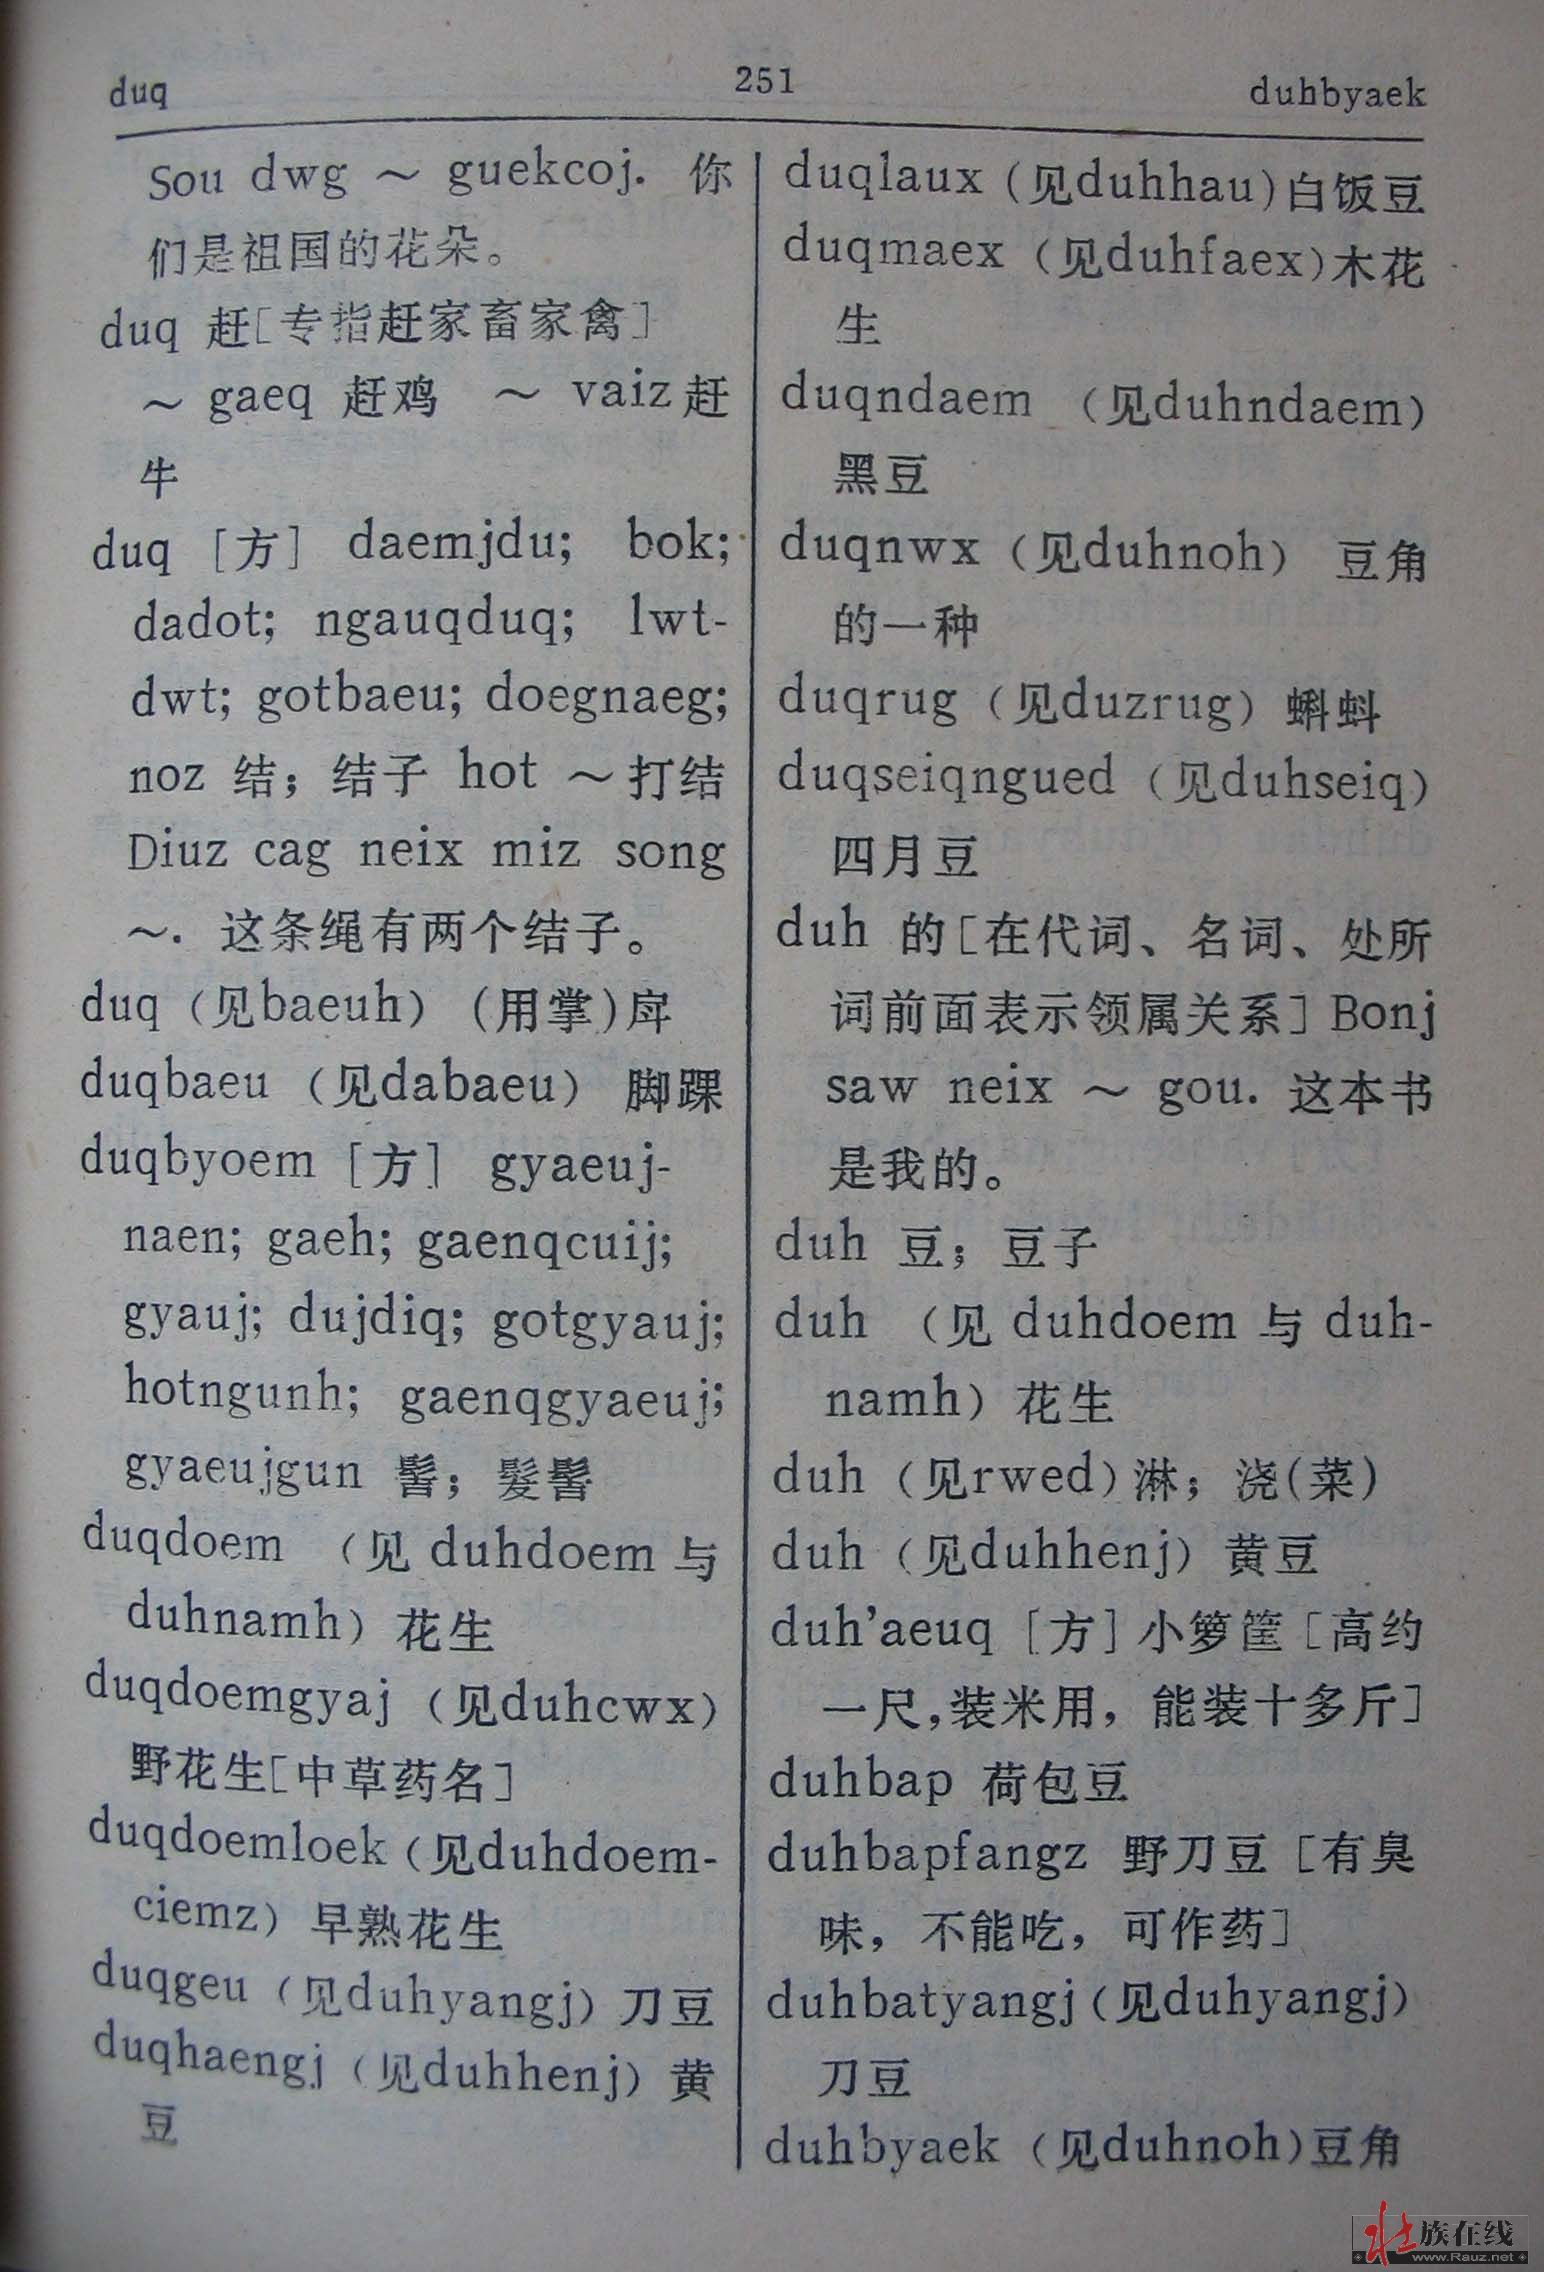 duq 251 duhbyaek
Sou dwg ～ guekcoj. 你
们是祖国的花朵。
duq 赶[专指赶家畜家禽]
～ gaeq 赶鸡 ～ vaiz 赶
牛
duq [方] daemjdu; bok;
dadot; ngauqduq; lwt-
dwt; gotbaeu; doegnaeg;
noz 结；结子 hot ～打结
Diuz cag neix miz song
～. 这条绳有两个结子。
duq (见baeuh) (用掌)戽
duqbaeu (见dabaeu) 脚踝
duqbyoem [方] gyaeuj-
naen; gaeh; gaenqcuij;
gyauj; dujdiq; gotgyauj;
hotngunh; gaenqgyaeuj;
gyaeujgun 髻；髮髻
duqdoem (见 duhdoem 与
duhnamh) 花生
duqdoemgyaj (见duhcwx)
野花生[中草药名]
duqdoemloek (见duhdoem-
ciemz) 早熟花生
duqgeu (见duhyangj) 刀豆
duqhaengj (见duhhenj) 黄
豆
duqlaux (见duhhau)白饭豆
duqmaex (见duhfaex)木花
生
duqndaem (见duhndaem)
黑豆
duqnwx (见duhnoh) 豆角
的一种
duqrug (见duzrug) 蝌蚪
duqseiqngued (见duhseiq)
四月豆
duh 的[在代词、名词、处所
词前面表示领属关系] Bonj
saw neix ～ gou. 这本书
是我的。
duh 豆；豆子
duh (见 duhdoem 与 duh-
namh) 花生
duh (见rwed) 淋；浇(菜)
duh (见duhhenj) 黄豆
duh’aeuq [方] 小箩筐 [高约
一尺,装米用，能装十多斤]
duhbap 荷包豆
duhbapfangz 野刀豆 [有臭
味，不能吃，可作药]
duhbatyangj (见duhyangj)
刀豆
duhbyaek (见duhnoh)豆角
壮族在线
www.Rauz.net